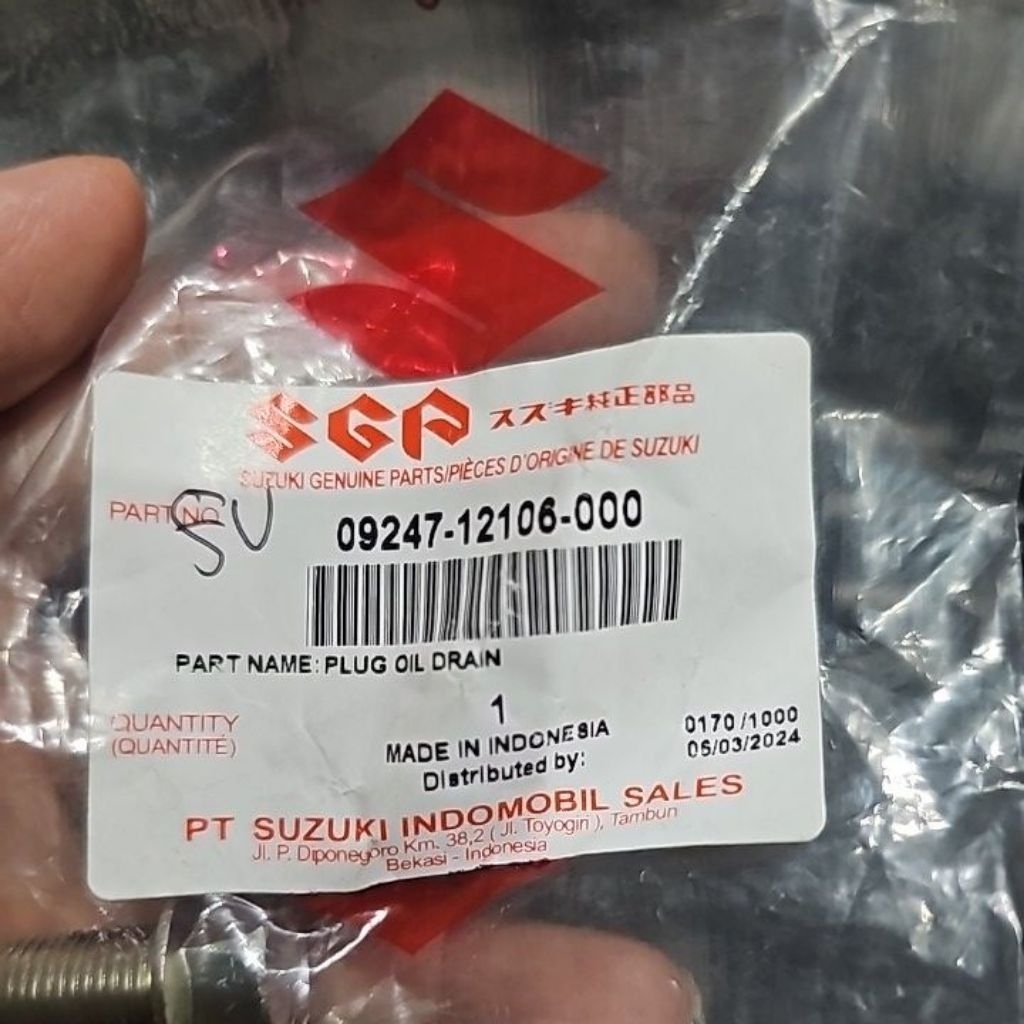 SGP スズキ純正部品
SUZUKI GENUINE PARTS/PIÈCES D'ORIGINE DE SUZUKI
PART NO
SU
09247-12106-000
PART NAME: PLUG OIL DRAIN
QUANTITY
(QUANTITÉ)
1
MADE IN INDONESIA
Distributed by:
0170 /1000
06/03/2024
PT SUZUKI INDOMOBIL SALES
Jl. P. Diponegoro Km. 38,2 ( Jl. Toyogiri ), Tambun
Bekasi - Indonesia